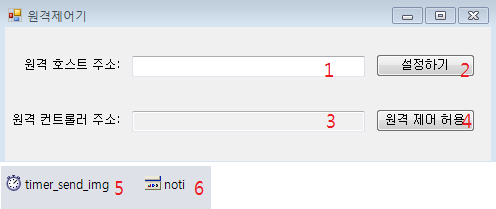 원격제어기
원격 호스트 주소: 1 설정하기 2
원격 컨트롤러 주소: 3 원격 제어 허용 4
timer_send_img 5 noti 6